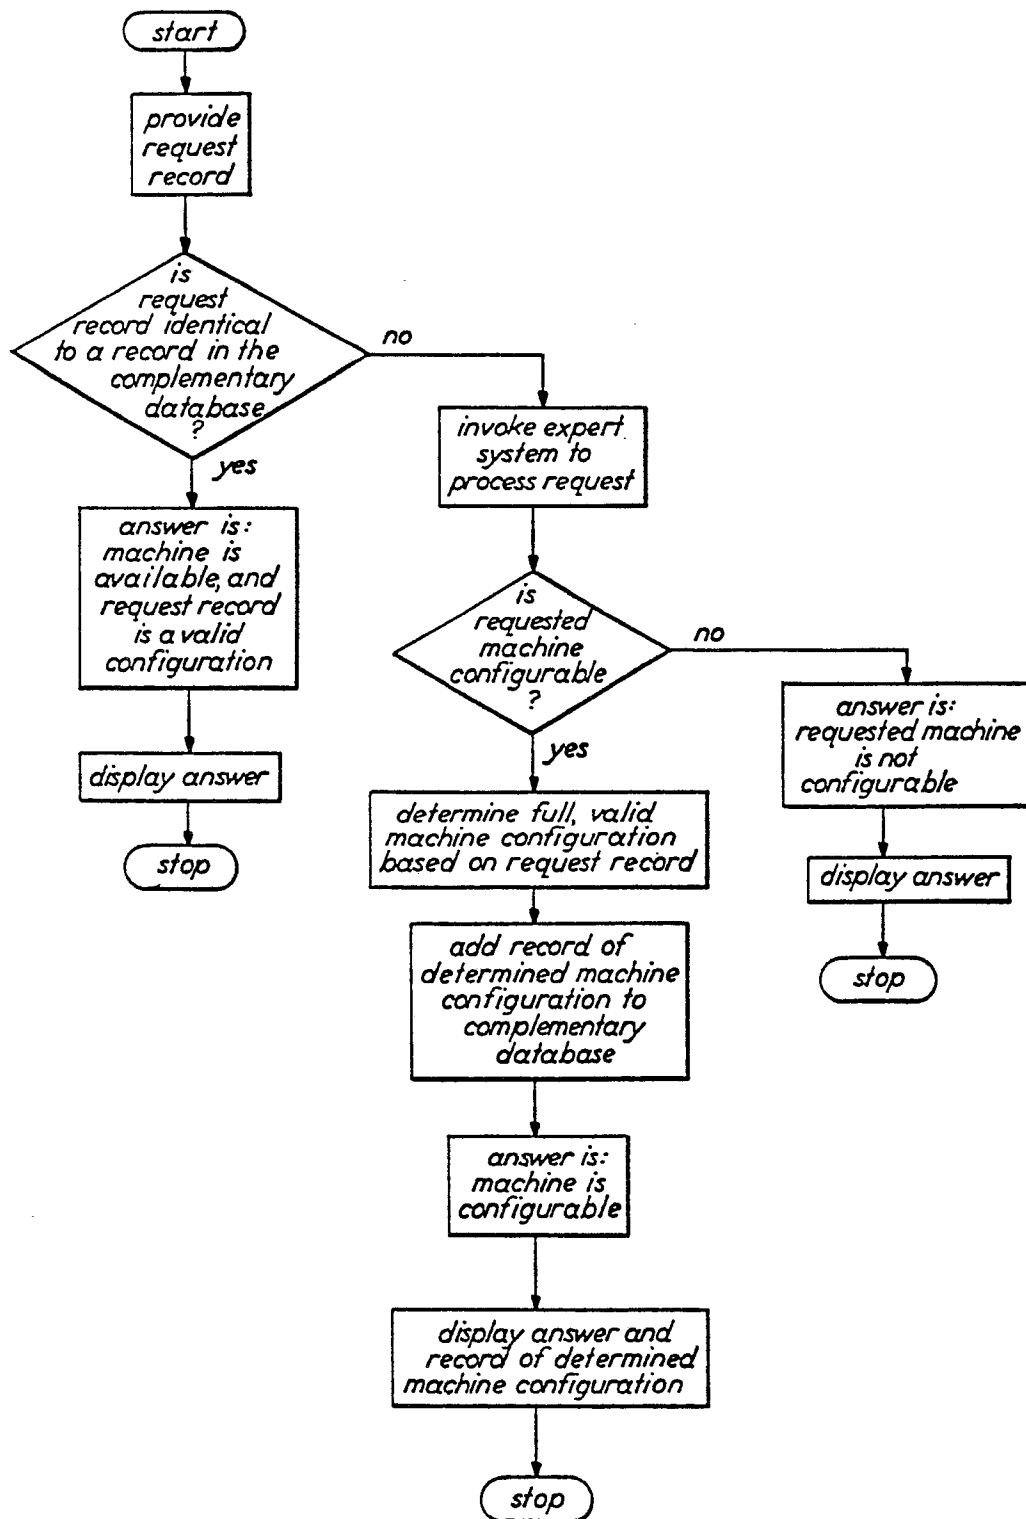 start
provide
request
record
is
request
record identical
to a record in the
complementary
database
?
no
yes
answer is:
machine is
available, and
request record
is a valid
configuration
display answer
stop
invoke expert
system to
process request
is
requested
machine
configurable
?
no
yes
answer is:
requested machine
is not
configurable
display answer
stop
determine full, valid
machine configuration
based on request record
add record of
determined machine
configuration to
complementary
database
answer is:
machine is
configurable
display answer and
record of determined
machine configuration
stop